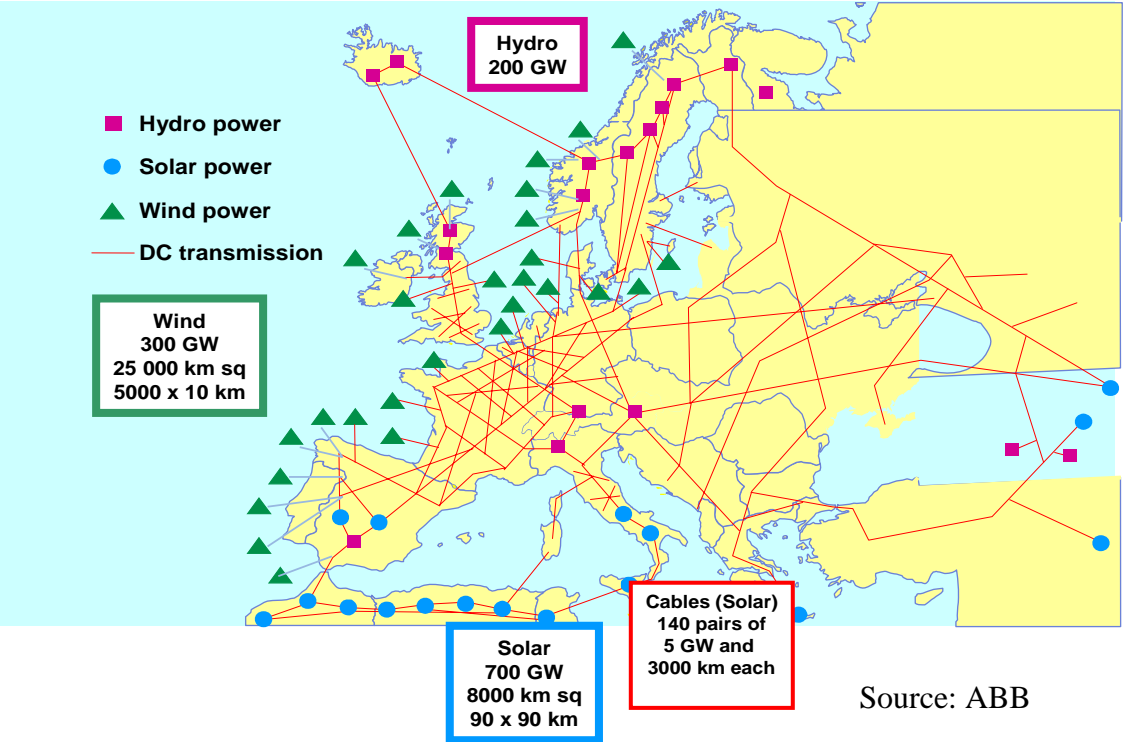 Hydro
200 GW
Hydro power
Solar power
Wind power
DC transmission
Wind
300 GW
25 000 km sq
5000 x 10 km
Cables (Solar)
140 pairs of
5 GW and
3000 km each
Solar
700 GW
8000 km sq
90 x 90 km
Source: ABB